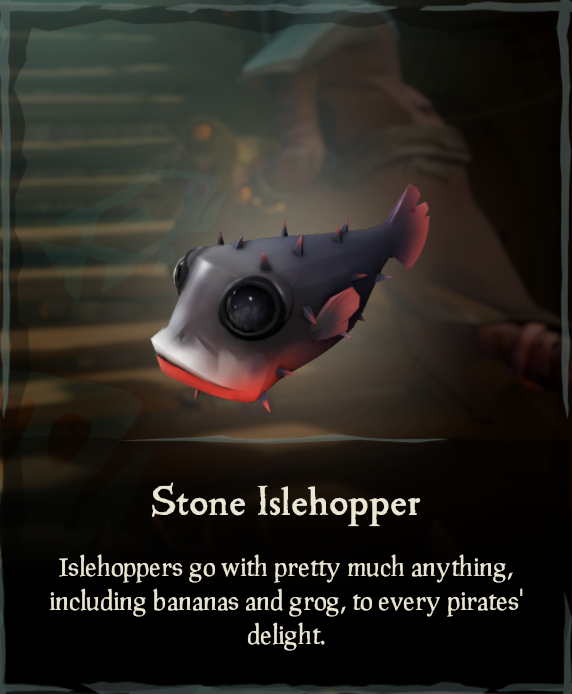 Stone Islehopper
Islehoppers go with pretty much anything,
including bananas and grog, to every pirates'
delight.